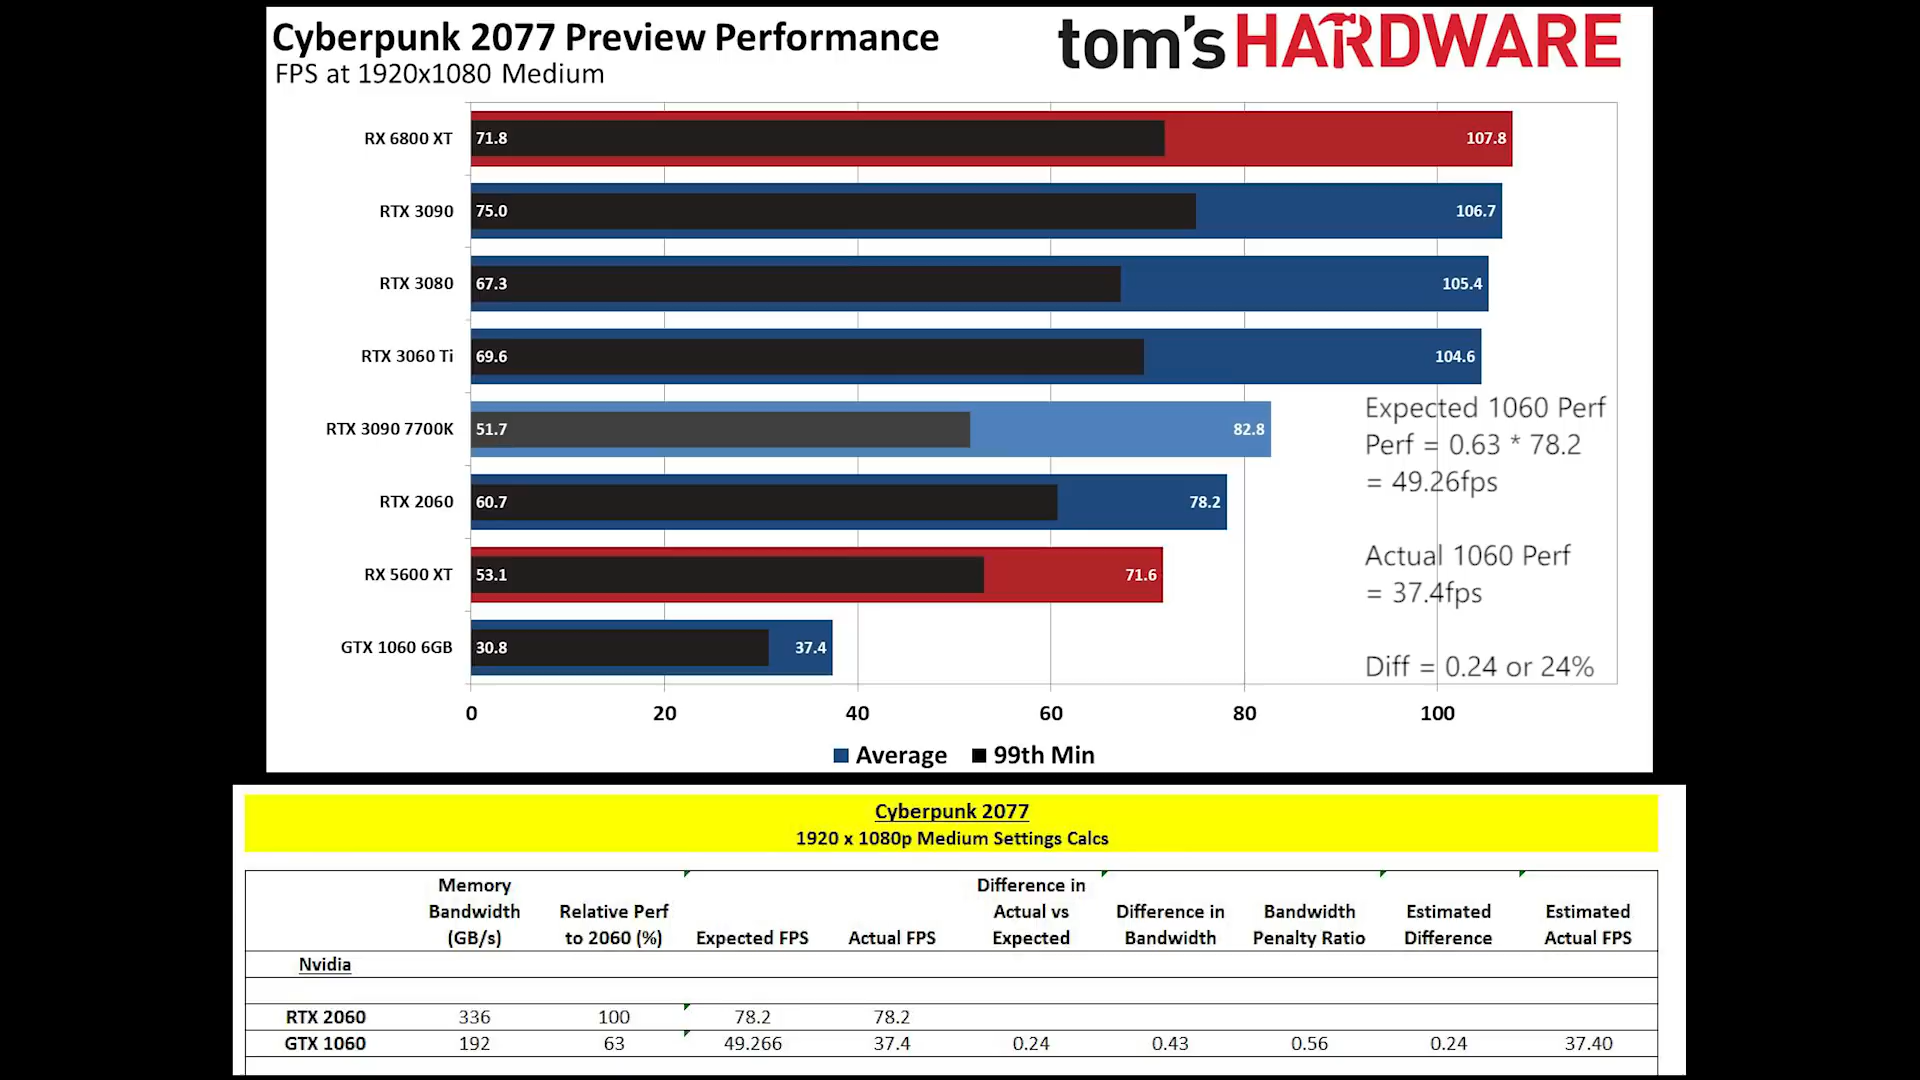 Cyberpunk 2077 Preview Performance
FPS at 1920x1080 Medium
tom's HARDWARE
RX 6800 XT 71.8 107.8
RTX 3090 75.0 106.7
RTX 3080 67.3 105.4
RTX 3060 Ti 69.6 104.6
RTX 3090 7700K 51.7 82.8
RTX 2060 60.7 78.2
RX 5600 XT 53.1 71.6
GTX 1060 6GB 30.8 37.4
Expected 1060 Perf
Perf = 0.63 * 78.2
= 49.26fps
Actual 1060 Perf
= 37.4fps
Diff = 0.24 or 24%
0 20 40 60 80 100
Average 99th Min
Cyberpunk 2077
1920 x 1080p Medium Settings Calcs
Memory Difference in
Bandwidth Relative Perf Actual vs Difference in Bandwidth Estimated Estimated
(GB/s) to 2060 (%) Expected FPS Actual FPS Expected Bandwidth Penalty Ratio Difference Actual FPS
Nvidia
RTX 2060 336 100 78.2 78.2
GTX 1060 192 63 49.266 37.4 0.24 0.43 0.56 0.24 37.40